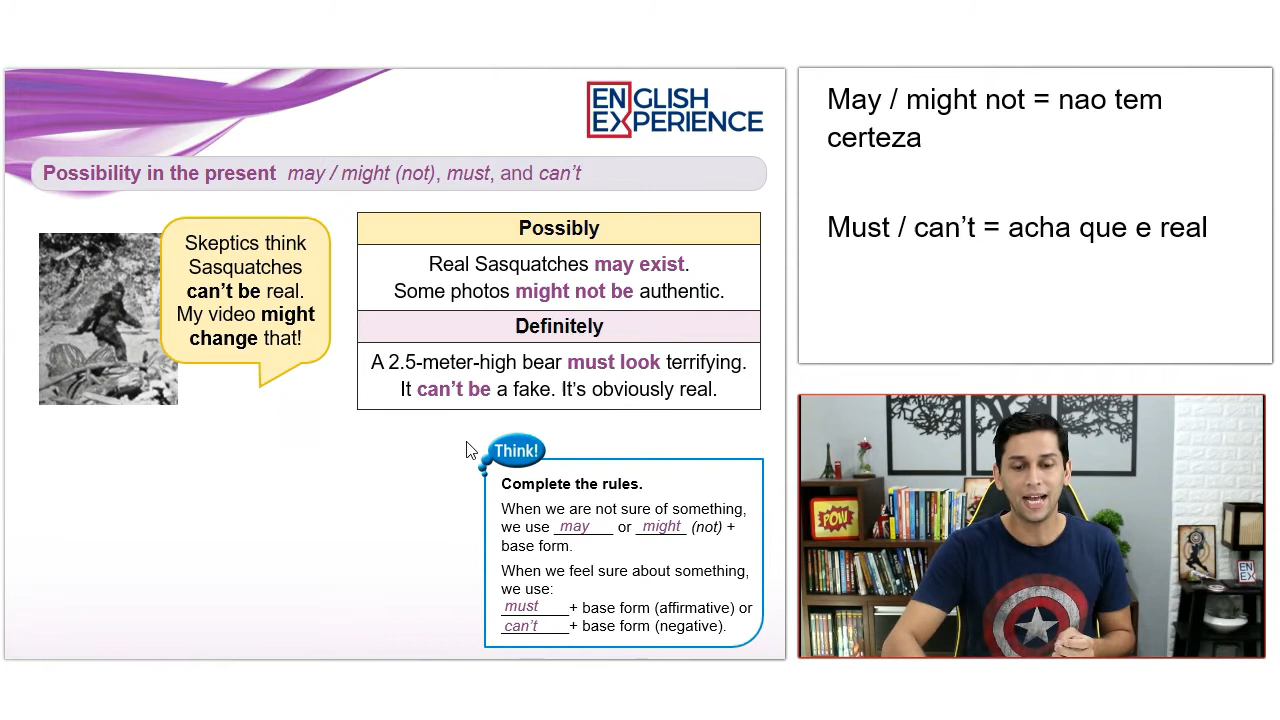 ENGLISH
EXPERIENCE
Possibility in the present may / might (not), must, and can't
Skeptics think
Sasquatches
can't be real.
My video might
change that!
Possibly
Real Sasquatches may exist.
Some photos might not be authentic.
Definitely
A 2.5-meter-high bear must look terrifying.
It can't be a fake. It's obviously real.
Think!
Complete the rules.
When we are not sure of something,
we use may or might (not) +
base form.
When we feel sure about something,
we use:
must + base form (affirmative) or
can't + base form (negative).
May / might not = nao tem
certeza
Must / can't = acha que e real
POW
EN
EX